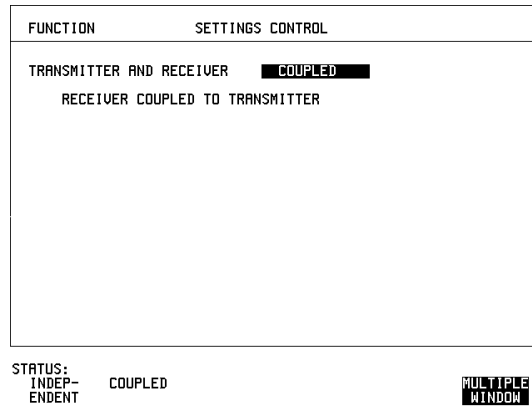 FUNCTION SETTINGS CONTROL
TRANSMITTER AND RECEIVER COUPLED
RECEIVER COUPLED TO TRANSMITTER
STATUS:
INDEP- COUPLED MULTIPLE
ENDENT WINDOW